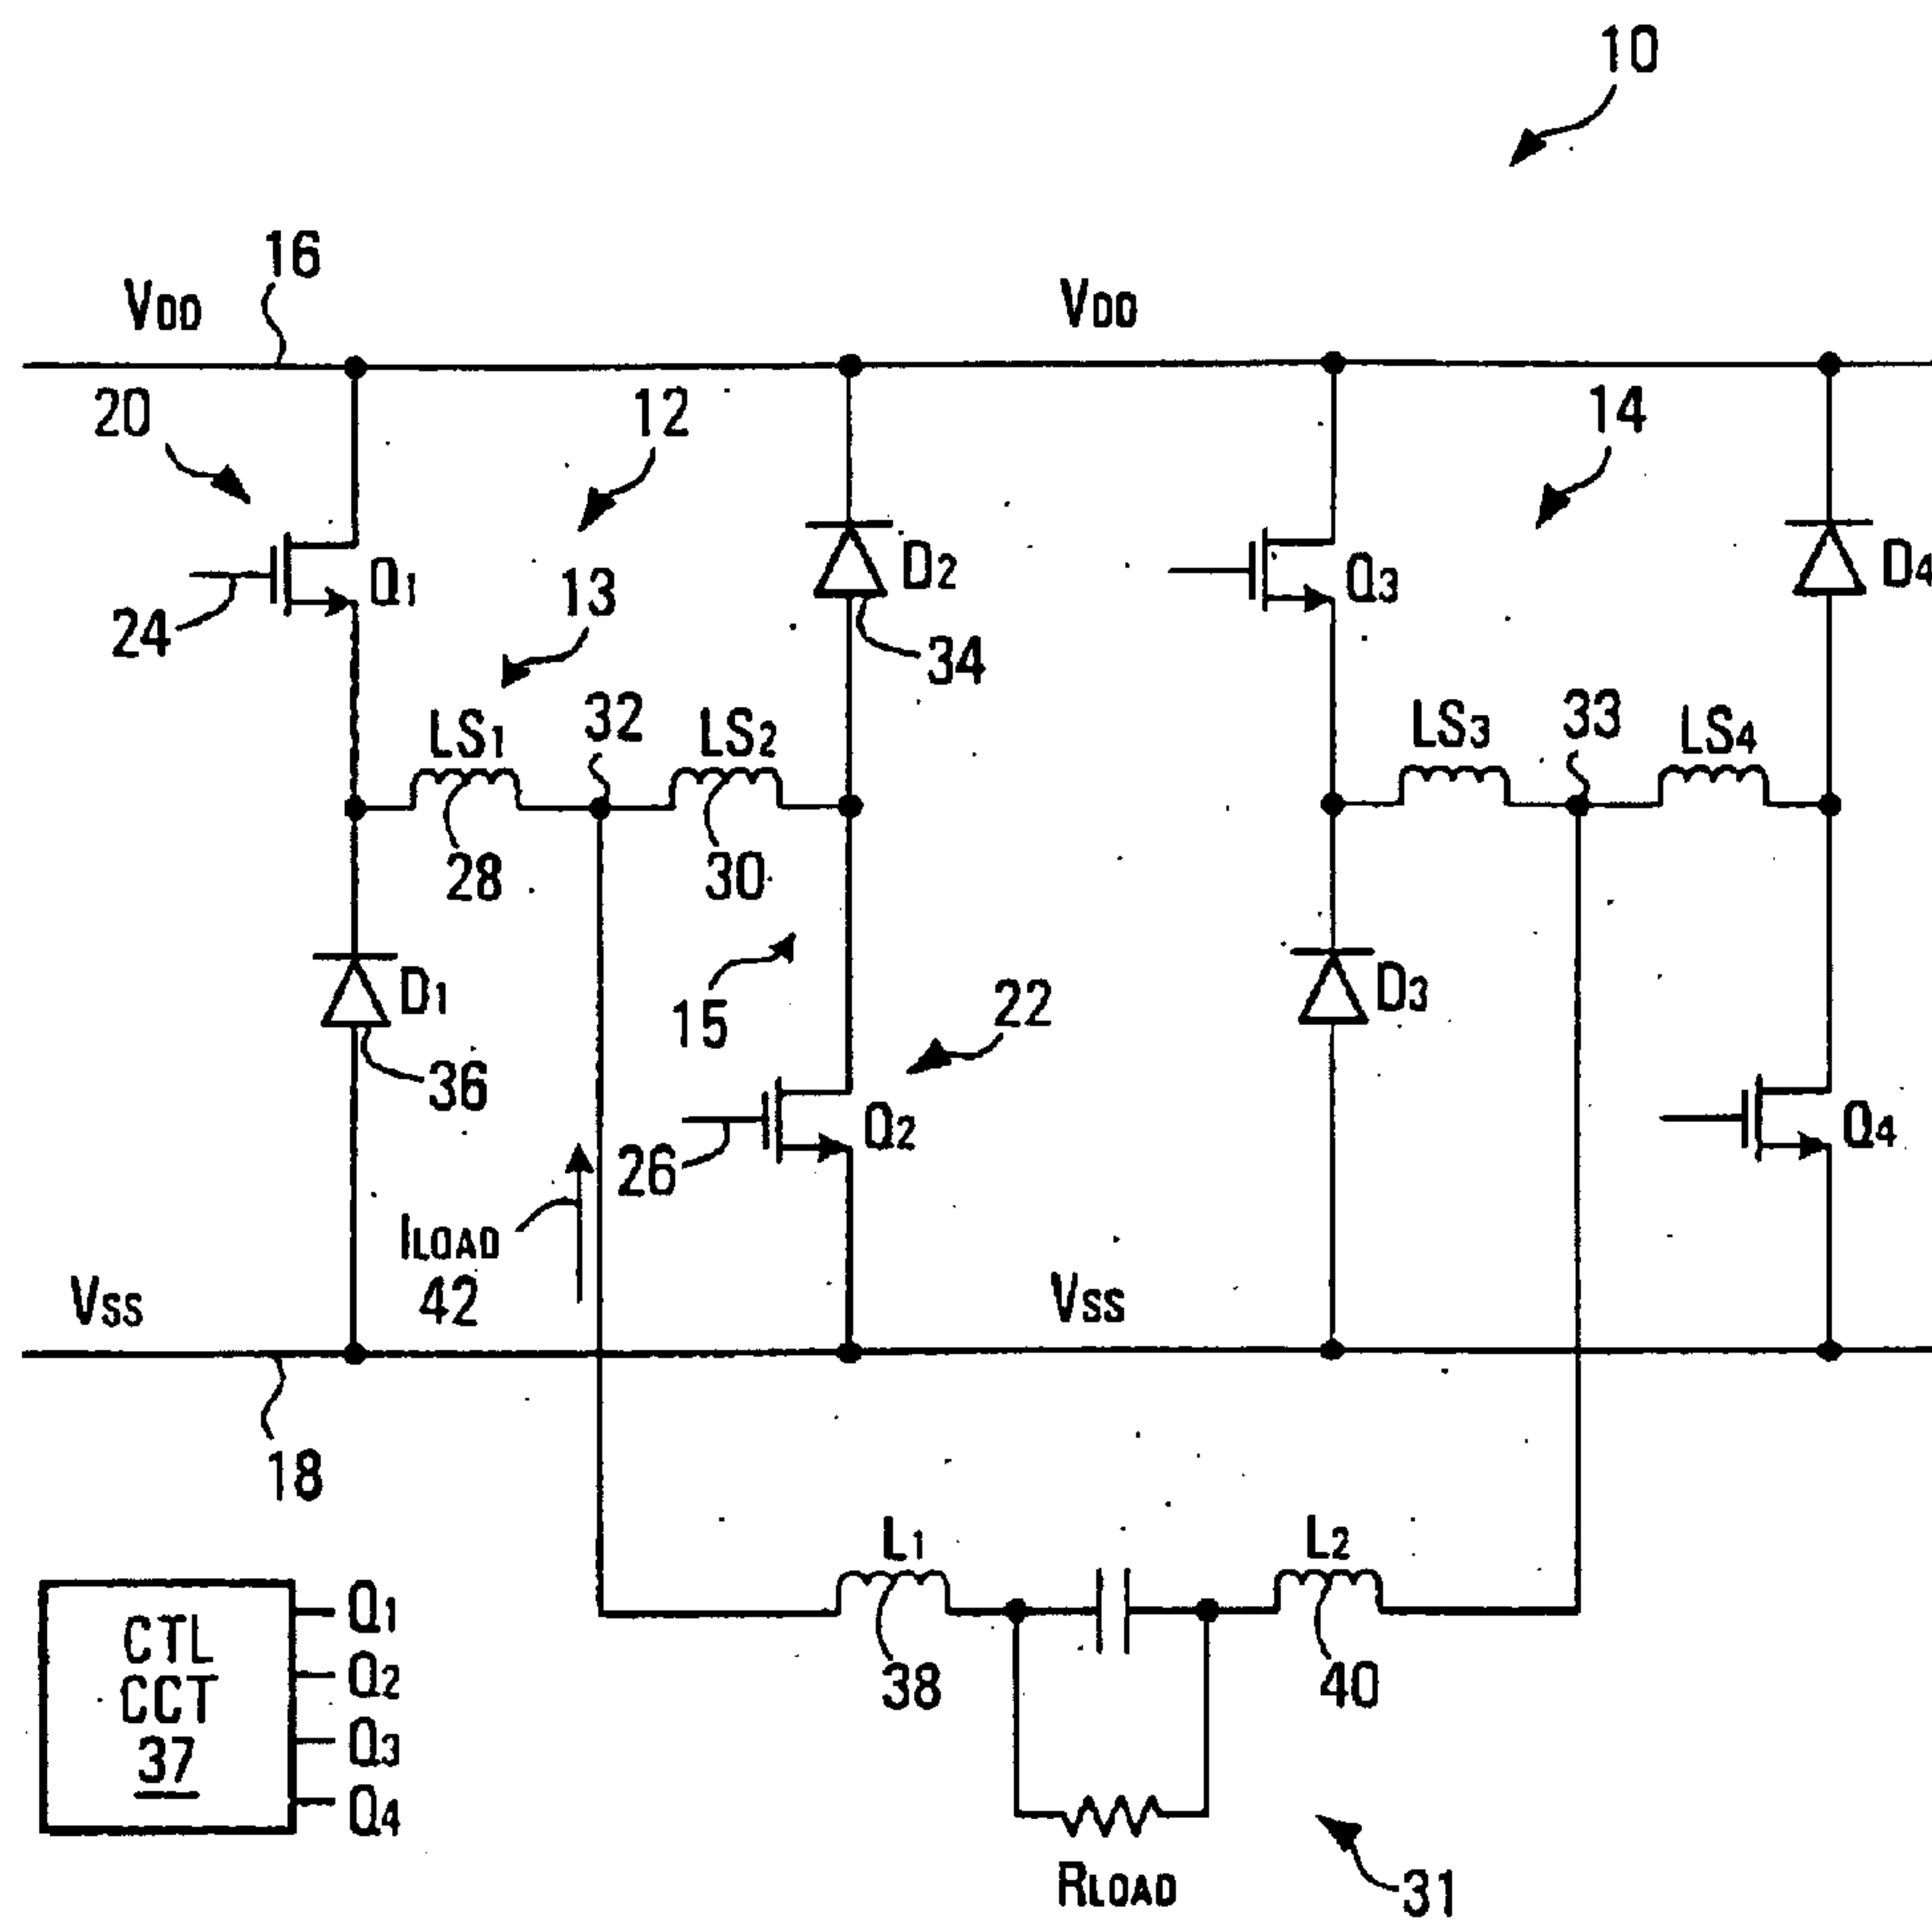 10
16
VDD
VDD
20
12
14
Q1
D2
Q3
D4
13
24
34
LS1
32
LS2
LS3
33
LS4
28
30
D1
15
22
D3
36
26
Q2
Q4
ILOAD
42
VSS
VSS
18
L1
L2
CTL
CCT
37
Q1
Q2
Q3
Q4
38
40
RLOAD
31